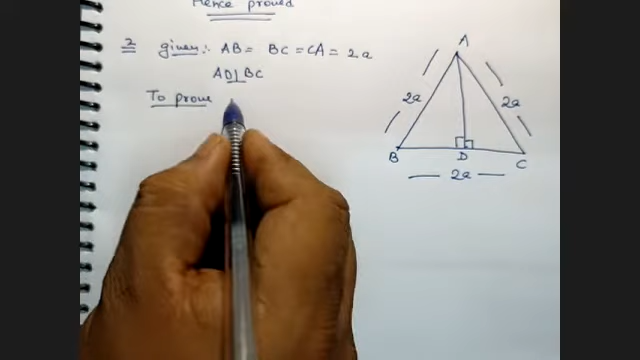 Hence proved
2 given :- AB = BC = CA = 2a
AD ⊥ BC
To prove
A
2a 2a
B D C
2a